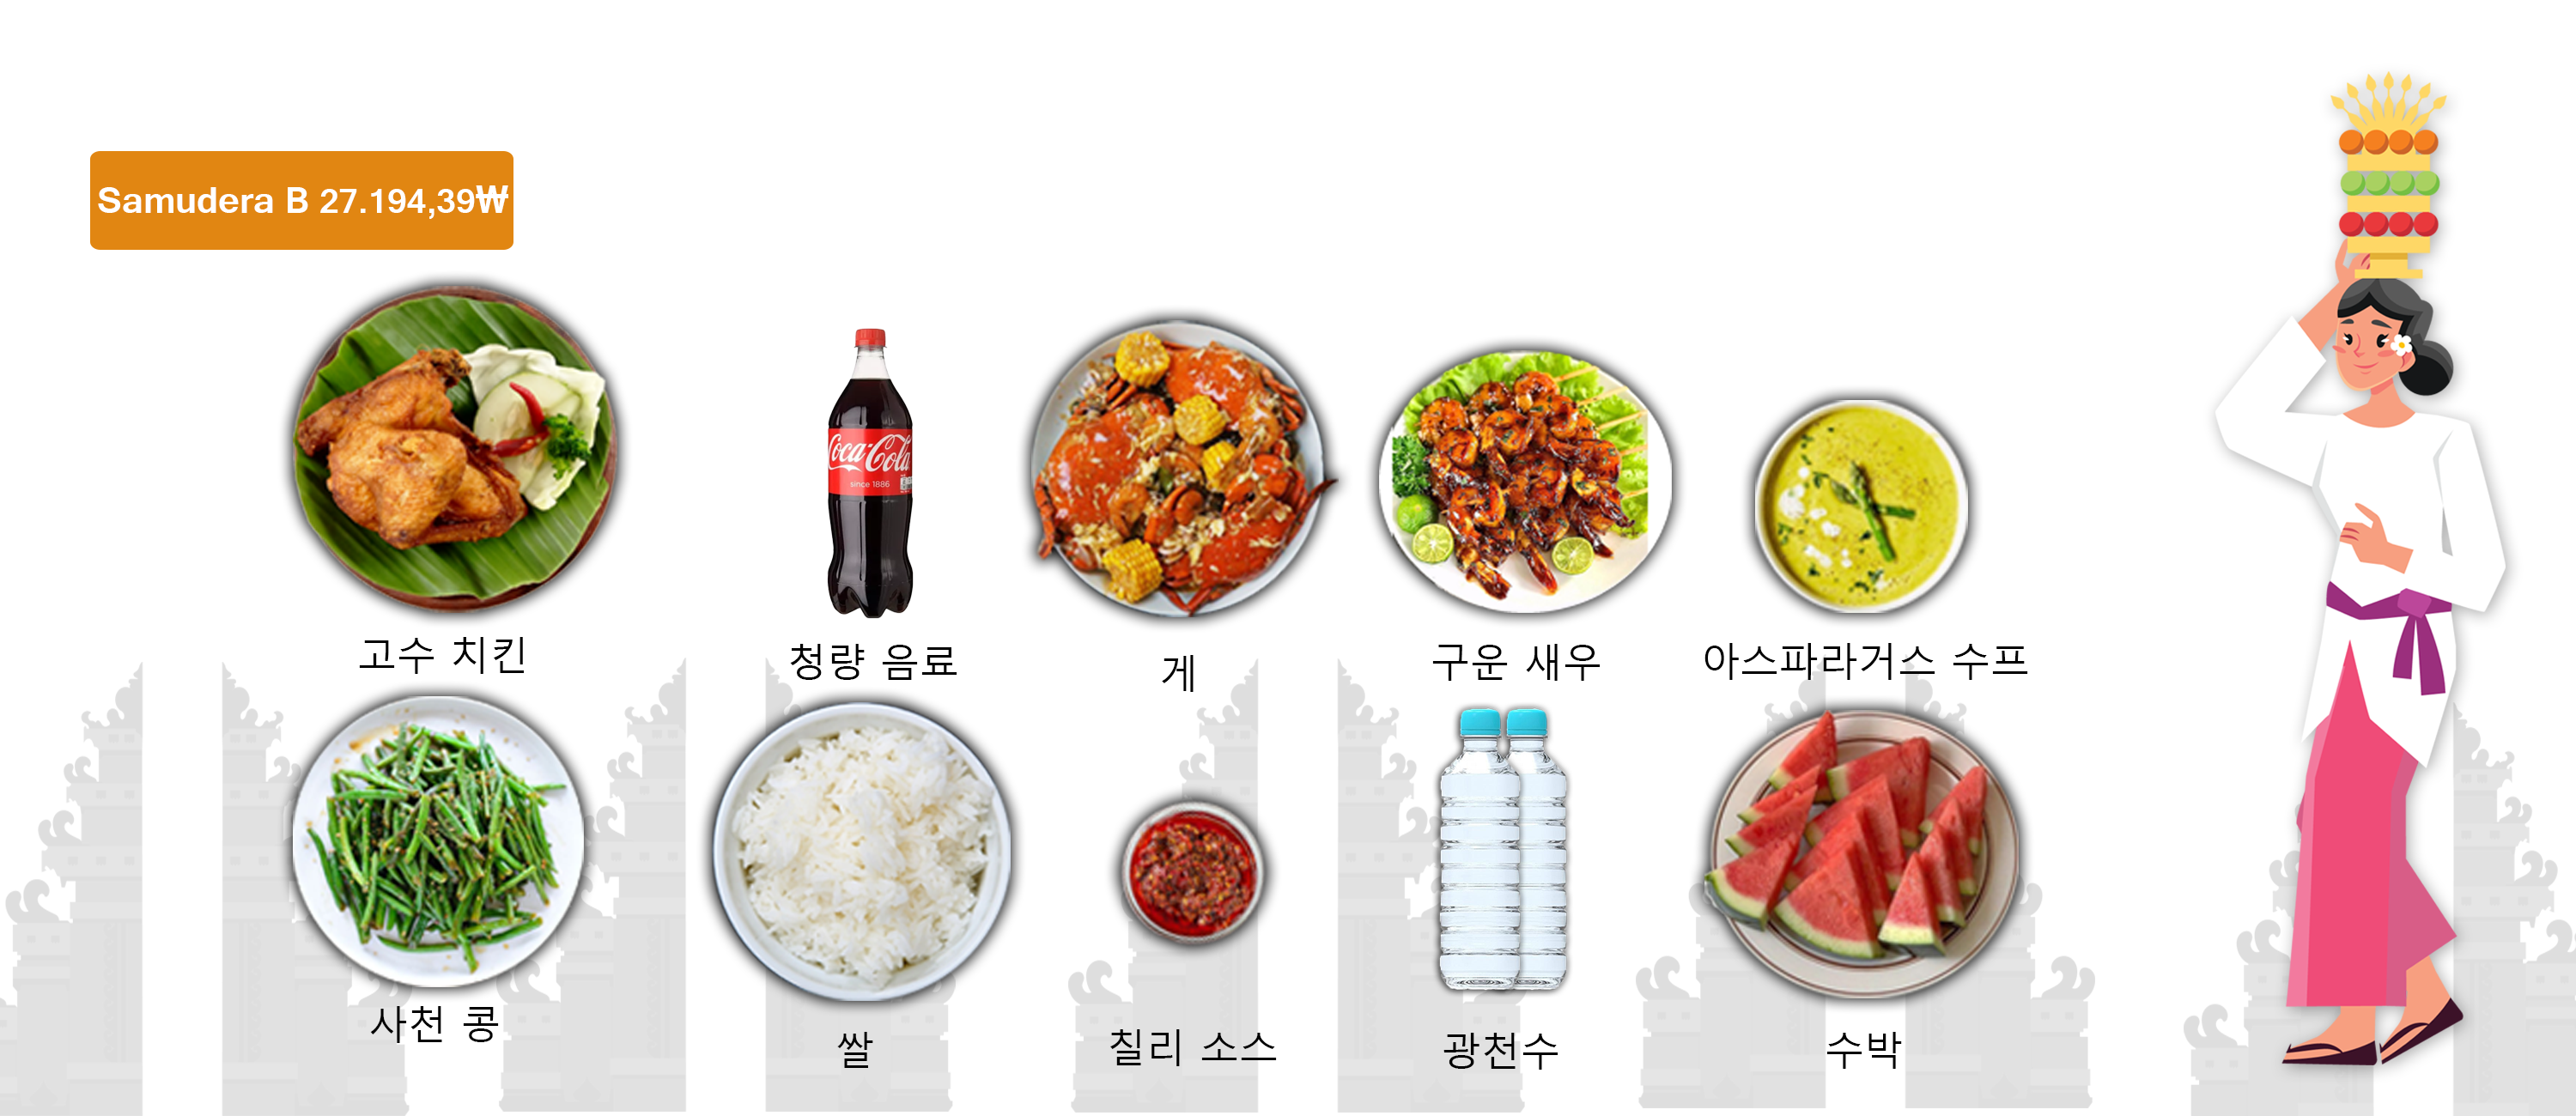 Samudera B 27.194,39₩
Coca-Cola
since 1886
고수 치킨
청량 음료
게
구운 새우
아스파라거스 수프
사천 콩
쌀
칠리 소스
광천수
수박